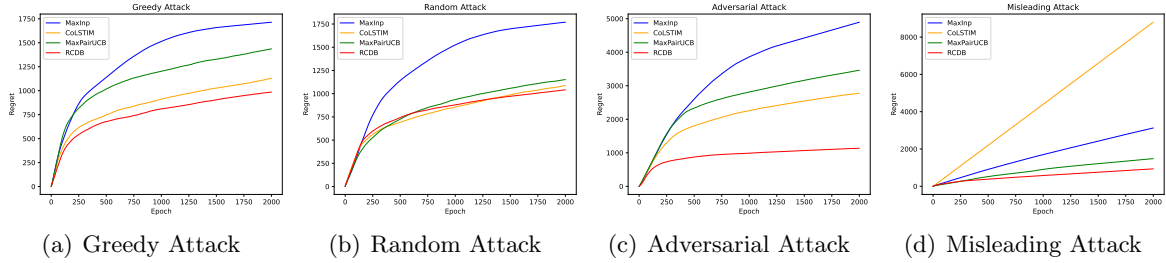 Greedy Attack
MaxInp
CoLSTIM
MaxPairUCB
RCDB
Regret
1750
1500
1250
1000
750
500
250
0
0 250 500 750 1000 1250 1500 1750 2000
Epoch
(a) Greedy Attack
Random Attack
MaxInp
CoLSTIM
MaxPairUCB
RCDB
Regret
1750
1500
1250
1000
750
500
250
0
0 250 500 750 1000 1250 1500 1750 2000
Epoch
(b) Random Attack
Adversarial Attack
MaxInp
CoLSTIM
MaxPairUCB
RCDB
Regret
5000
4000
3000
2000
1000
0
0 250 500 750 1000 1250 1500 1750 2000
Epoch
(c) Adversarial Attack
Misleading Attack
MaxInp
CoLSTIM
MaxPairUCB
RCDB
Regret
8000
6000
4000
2000
0
0 250 500 750 1000 1250 1500 1750 2000
Epoch
(d) Misleading Attack